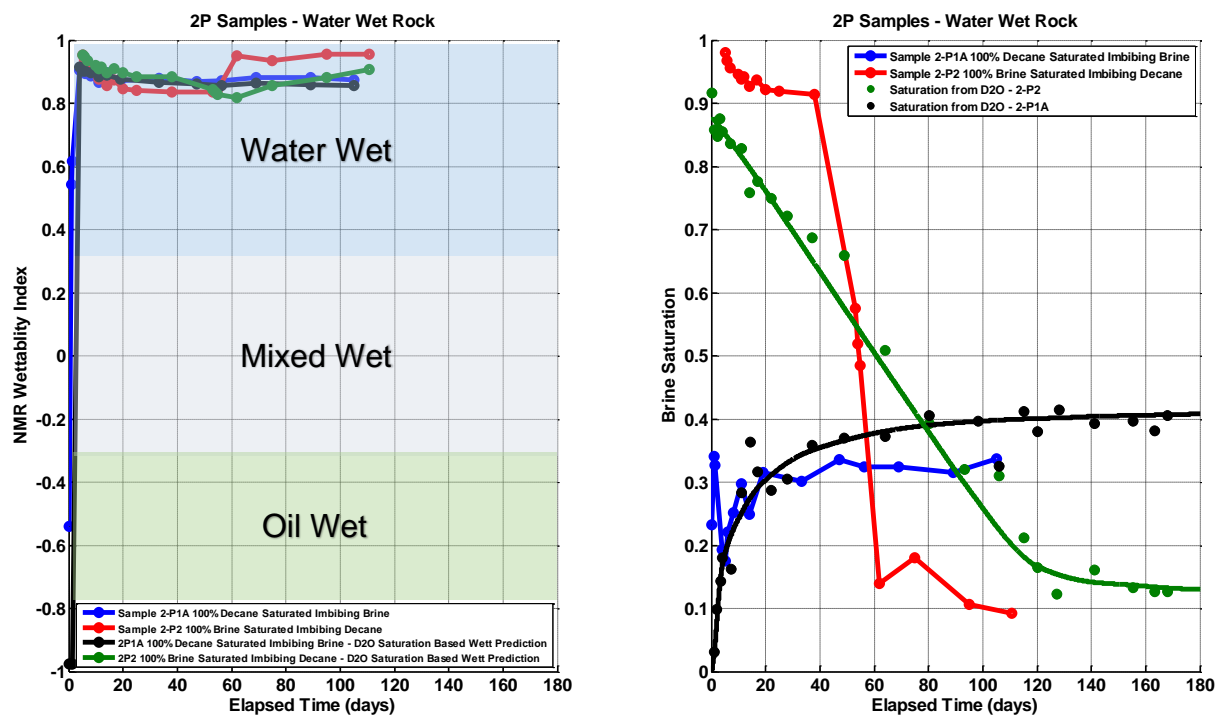 2P Samples - Water Wet Rock
1
0.8
0.6
0.4
0.2
0
-0.2
-0.4
-0.6
-0.8
-1
NMR Wettablity Index
Water Wet
Mixed Wet
Oil Wet
Sample 2-P1A 100% Decane Saturated Imbibing Brine
Sample 2-P2 100% Brine Saturated Imbibing Decane
2P1A 100% Decane Saturated Imbibing Brine - D2O Saturation Based Wett Prediction
2P2 100% Brine Saturated Imbibing Decane - D2O Saturation Based Wett Prediction
0 20 40 60 80 100 120 140 160 180
Elapsed Time (days)
2P Samples - Water Wet Rock
Sample 2-P1A 100% Decane Saturated Imbibing Brine
Sample 2-P2 100% Brine Saturated Imbibing Decane
Saturation from D2O - 2-P2
Saturation from D2O - 2-P1A
1
0.9
0.8
0.7
0.6
0.5
0.4
0.3
0.2
0.1
0
Brine Saturation
0 20 40 60 80 100 120 140 160 180
Elapsed Time (days)